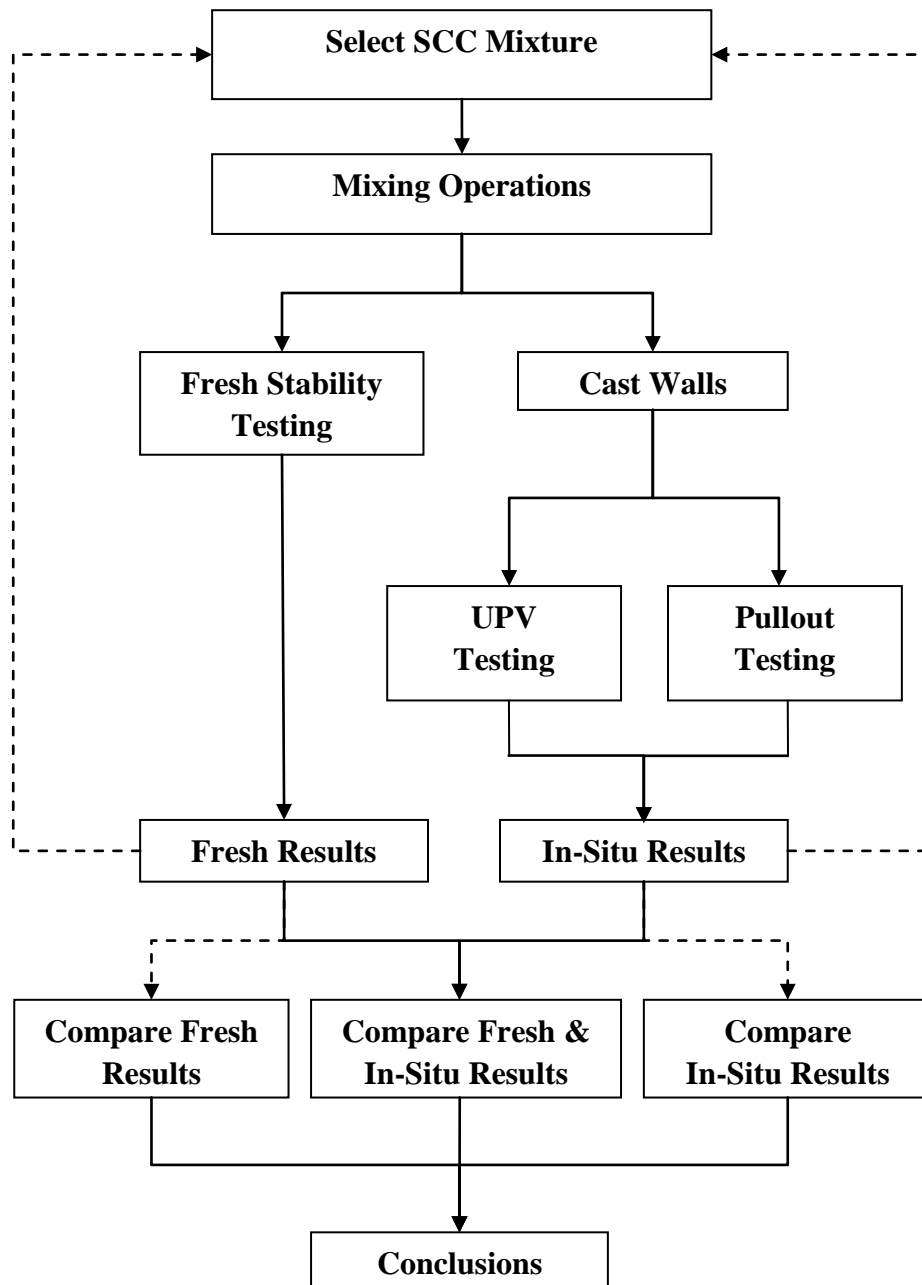 Select SCC Mixture
Mixing Operations
Fresh Stability
Testing
Cast Walls
UPV
Testing
Pullout
Testing
Fresh Results
In-Situ Results
Compare Fresh
Results
Compare Fresh &
In-Situ Results
Compare
In-Situ Results
Conclusions